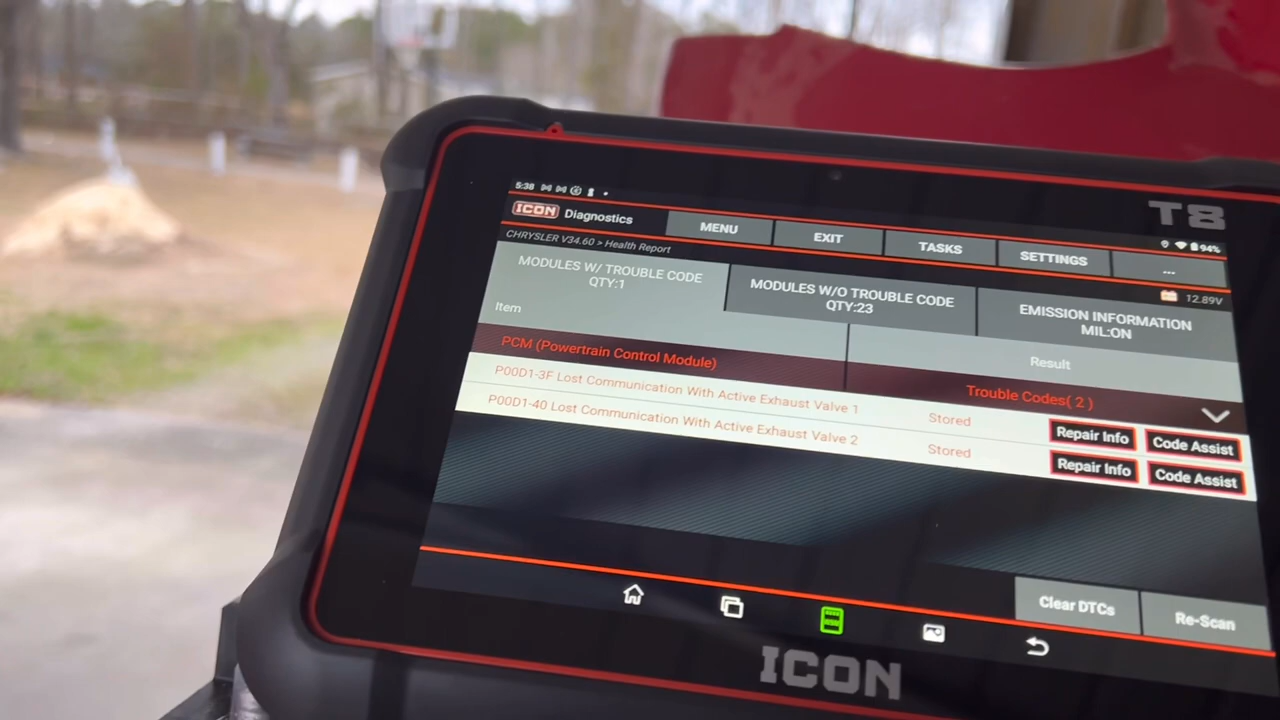 T8
5:38
94%
ICON Diagnostics
MENU
EXIT
TASKS
SETTINGS
...
CHRYSLER V34.60 > Health Report
12.89V
MODULES W/ TROUBLE CODE
QTY:1
MODULES W/O TROUBLE CODE
QTY:23
EMISSION INFORMATION
MIL:ON
Item
Result
PCM (Powertrain Control Module)
Trouble Codes( 2 )
P00D1-3F Lost Communication With Active Exhaust Valve 1
Stored
Repair Info
Code Assist
P00D1-40 Lost Communication With Active Exhaust Valve 2
Stored
Repair Info
Code Assist
Clear DTCs
Re-Scan
ICON